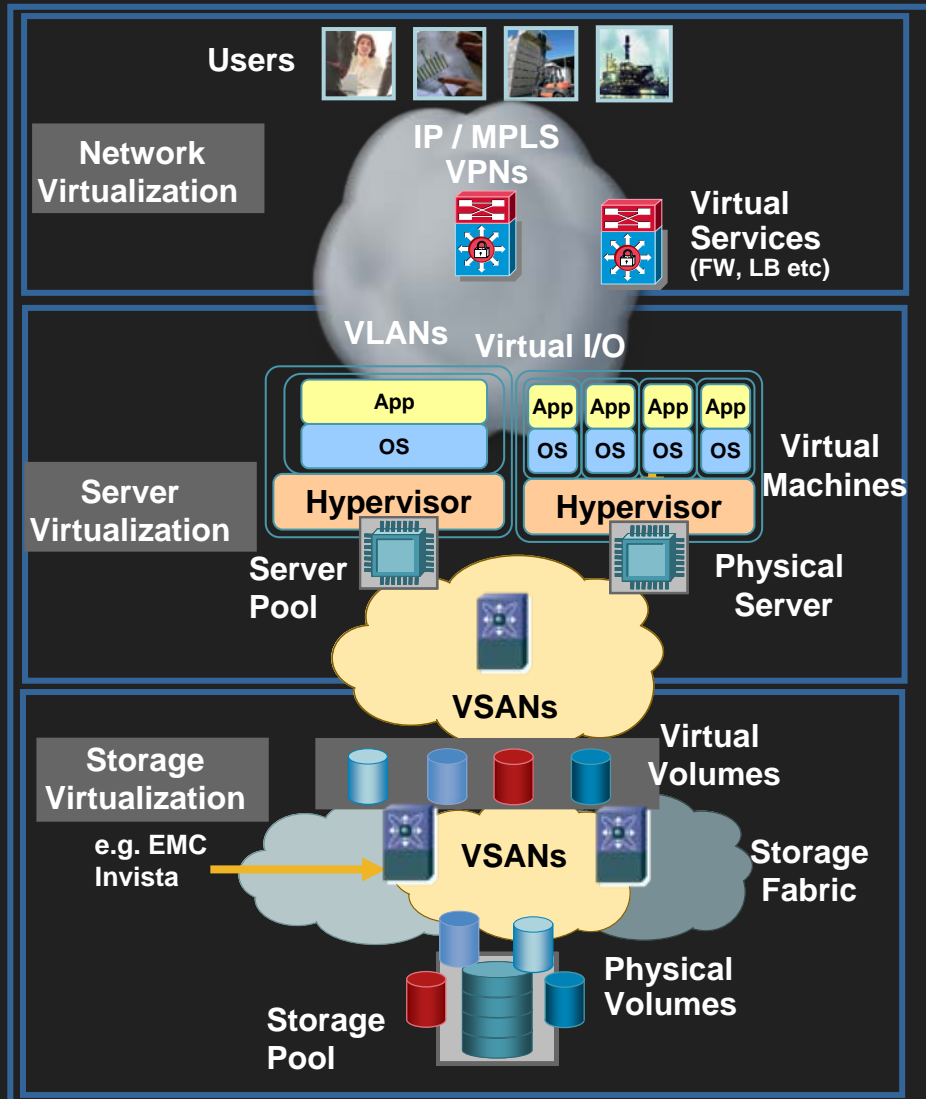 Users
IP / MPLS
VPNs
Network
Virtualization
Virtual
Services
(FW, LB etc)
VLANs
Virtual I/O
App
OS
Hypervisor
App
App
App
App
OS
OS
OS
OS
Hypervisor
Virtual
Machines
Server
Virtualization
Server
Pool
Physical
Server
VSANs
Virtual
Volumes
Storage
Virtualization
e.g. EMC
Invista
VSANs
Storage
Fabric
Physical
Volumes
Storage
Pool